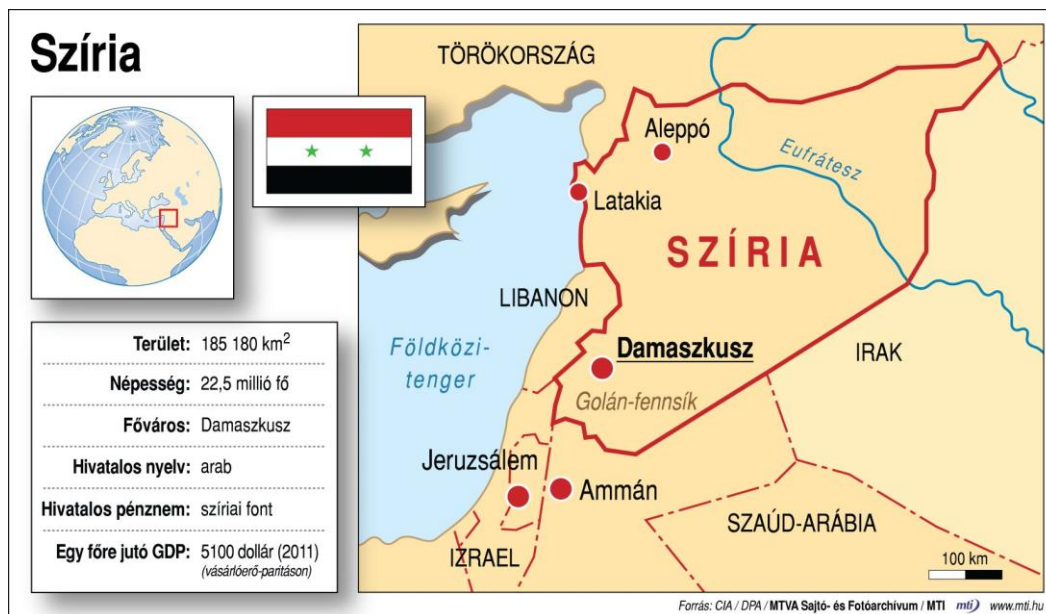 Szíria
Terület: 185 180 km²
Népesség: 22,5 millió fő
Főváros: Damaszkusz
Hivatalos nyelv: arab
Hivatalos pénznem: szíriai font
Egy főre jutó GDP: 5100 dollár (2011)
(vásárlóerő-paritáson)
TÖRÖKORSZÁG
Aleppó
Eufrátesz
Latakia
SZÍRIA
LIBANON
Földközi-
tenger
Damaszkusz
IRAK
Golán-fennsík
Jeruzsálem
Ammán
SZAÚD-ARÁBIA
IZRAEL
100 km
Forrás: CIA / DPA / MTVA Sajtó- és Fotóarchívum / MTI mti www.mti.hu